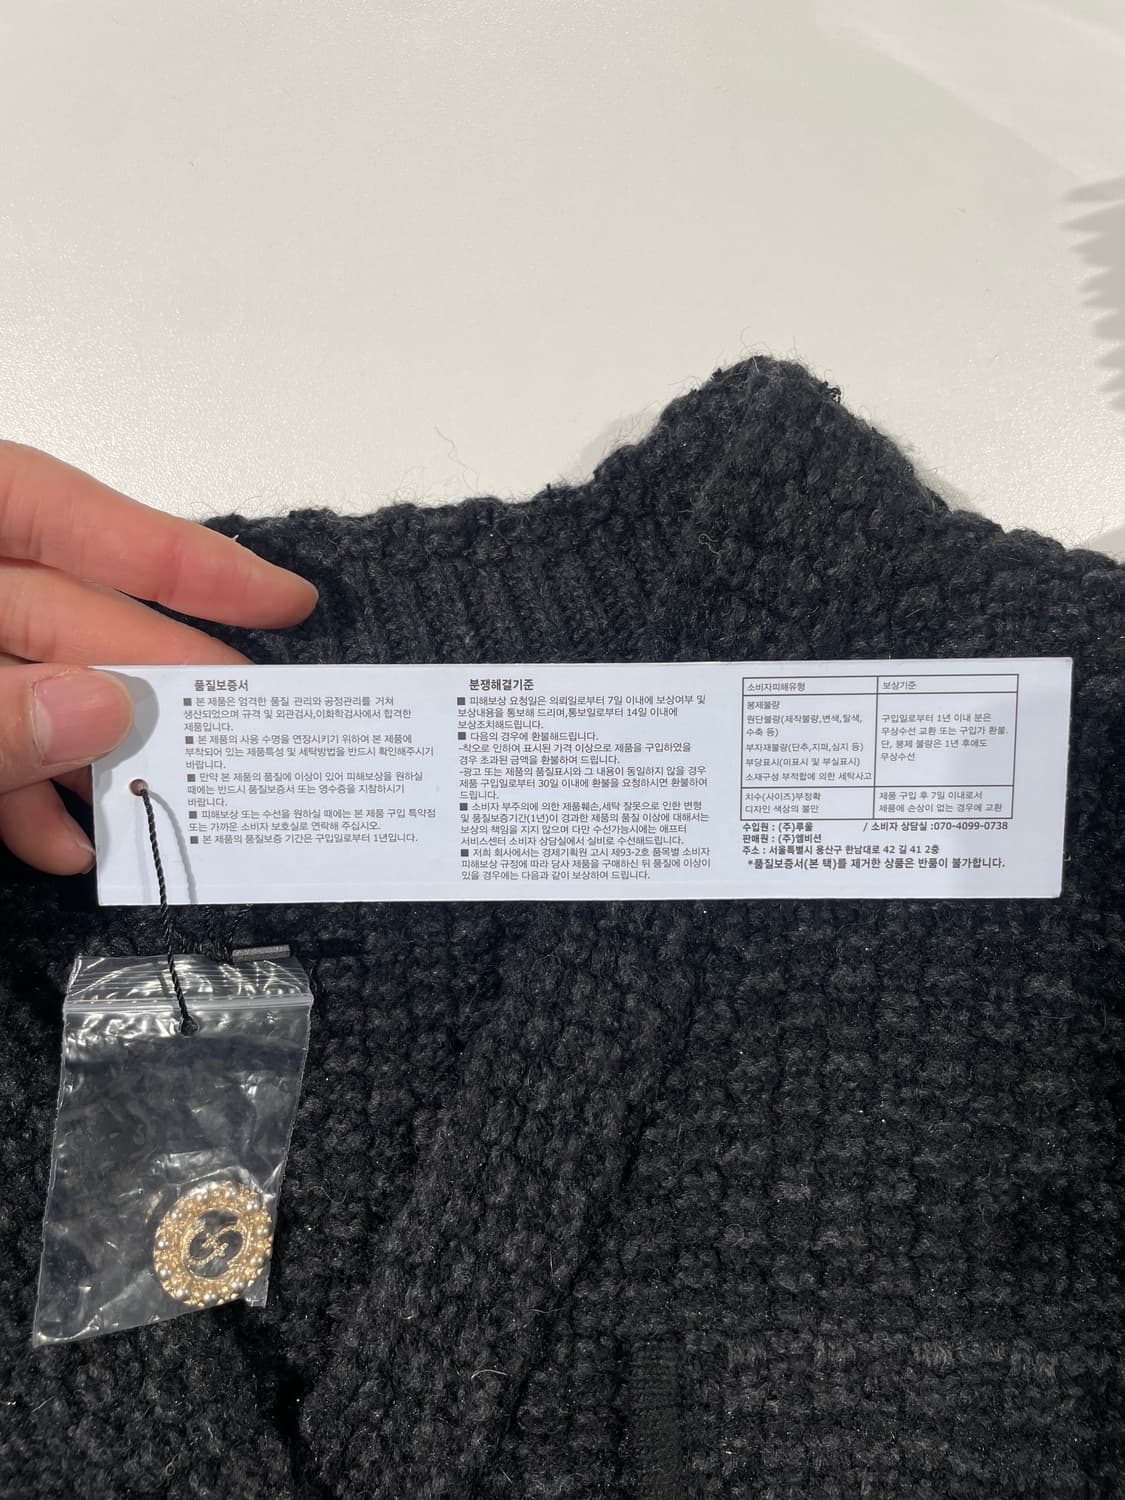 품질보증서
■ 본 제품은 엄격한 품질 관리와 공정관리를 거쳐
생산되었으며 규격 및 외관검사,이화학검사에서 합격한
제품입니다.
■ 본 제품의 사용 수명을 연장시키기 위하여 본 제품에
부착되어 있는 제품특성 및 세탁방법을 반드시 확인해주시기
바랍니다.
■ 만약 본 제품의 품질에 이상이 있어 피해보상을 원하실
때에는 반드시 품질보증서 또는 영수증을 지참하시기
바랍니다.
■ 피해보상 또는 수선을 원하실 때에는 본 제품 구입 특약점
또는 가까운 소비자 보호실로 연락해 주십시오.
■ 본 제품의 품질보증 기간은 구입일로부터 1년입니다.
분쟁해결기준
■ 피해보상 요청일은 의뢰일로부터 7일 이내에 보상여부 및
보상내용을 통보해 드리며,통보일로부터 14일 이내에
보상조치해드립니다.
■ 다음의 경우에 환불해드립니다.
-착오로 인하여 표시된 가격 이상으로 제품을 구입하였을
경우 초과된 금액을 환불하여 드립니다.
-광고 또는 제품의 품질표시와 그 내용이 동일하지 않을 경우
제품 구입일로부터 30일 이내에 환불을 요청하시면 환불하여
드립니다.
■ 소비자 부주의에 의한 제품훼손,세탁 잘못으로 인한 변형
및 품질보증기간(1년)이 경과한 제품의 품질 이상에 대해서는
보상의 책임을 지지 않으며 다만 수선가능시에는 애프터
서비스센터 소비자 상담실에서 실비로 수선해드립니다.
■ 저희 회사에서는 경제기획원 고시 제93-2호 품목별 소비자
피해보상 규정에 따라 당사 제품을 구매하신 뒤 품질에 이상이
있을 경우에는 다음과 같이 보상하여 드립니다.
소비자피해유형
보상기준
봉제불량
원단불량(제작불량,변색,탈색,
수축 등)
부자재불량(단추,지퍼,심지 등)
부당표시(미표시 및 부실표시)
소재구성 부적합에 의한 세탁사고
구입일로부터 1년 이내 분은
무상수선 교환 또는 구입가 환불.
단, 봉제 불량은 1년 후에도
무상수선
치수(사이즈)부정확
디자인 색상의 불만
제품 구입 후 7일 이내로서
제품에 손상이 없는 경우에 교환
수입원 : (주)루울 / 소비자 상담실 :070-4099-0738
판매원 : (주)엠비션
주소 : 서울특별시 용산구 한남대로 42 길 41 2층
*품질보증서(본 택)를 제거한 상품은 반품이 불가합니다.